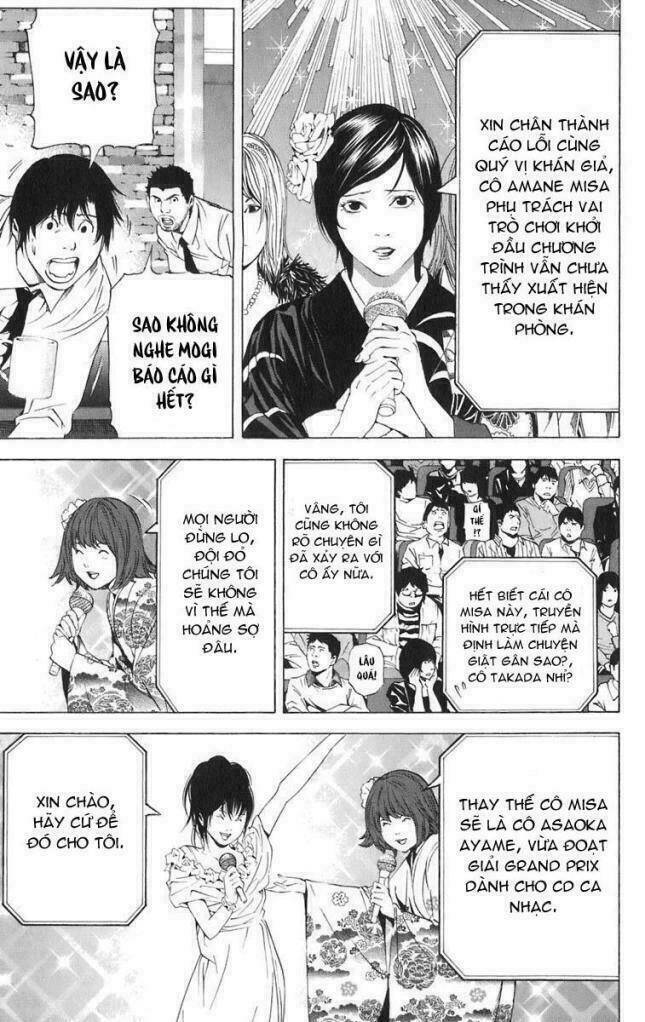 XIN CHÂN THÀNH
CÁO LỖI CÙNG
QUÝ VỊ KHÁN GIẢ,
CÔ AMANE MISA
PHỤ TRÁCH VAI
TRÒ CHƠI KHỞI
ĐẦU CHƯƠNG
TRÌNH VẪN CHƯA
THẤY XUẤT HIỆN
TRONG KHÁN
PHÒNG.
VẬY LÀ
SAO?
SAO KHÔNG
NGHE MOGI
BÁO CÁO GÌ
HẾT?
GÌ
THẾ
!?
HẾT BIẾT CÁI CÔ
MISA NÀY, TRUYỀN
HÌNH TRỰC TIẾP MÀ
ĐỊNH LÀM CHUYỆN
GIẬT GÂN SAO?,
CÔ TAKADA NHỈ?
VÂNG, TÔI
CŨNG KHÔNG
RÕ CHUYỆN GÌ
ĐÃ XẢY RA VỚI
CÔ ẤY NỮA.
LÂU
QUÁ!
MỌI NGƯỜI
ĐỪNG LO,
ĐỘI ĐỎ
CHÚNG TÔI
SẼ KHÔNG
VÌ THẾ MÀ
HOẢNG SỢ
ĐÂU.
THAY THẾ CÔ MISA
SẼ LÀ CÔ ASAOKA
AYAME, VỪA ĐOẠT
GIẢI GRAND PRIX
DÀNH CHO CD CA
NHẠC.
XIN CHÀO,
HÃY CỨ ĐỂ
ĐÓ CHO TÔI.